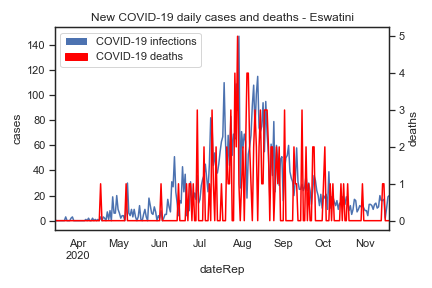 New COVID-19 daily cases and deaths - Eswatini
COVID-19 infections
COVID-19 deaths
140
120
100
80
60
40
20
0
cases
5
4
3
2
1
0
deaths
Apr May Jun Jul Aug Sep Oct Nov
2020
dateRep